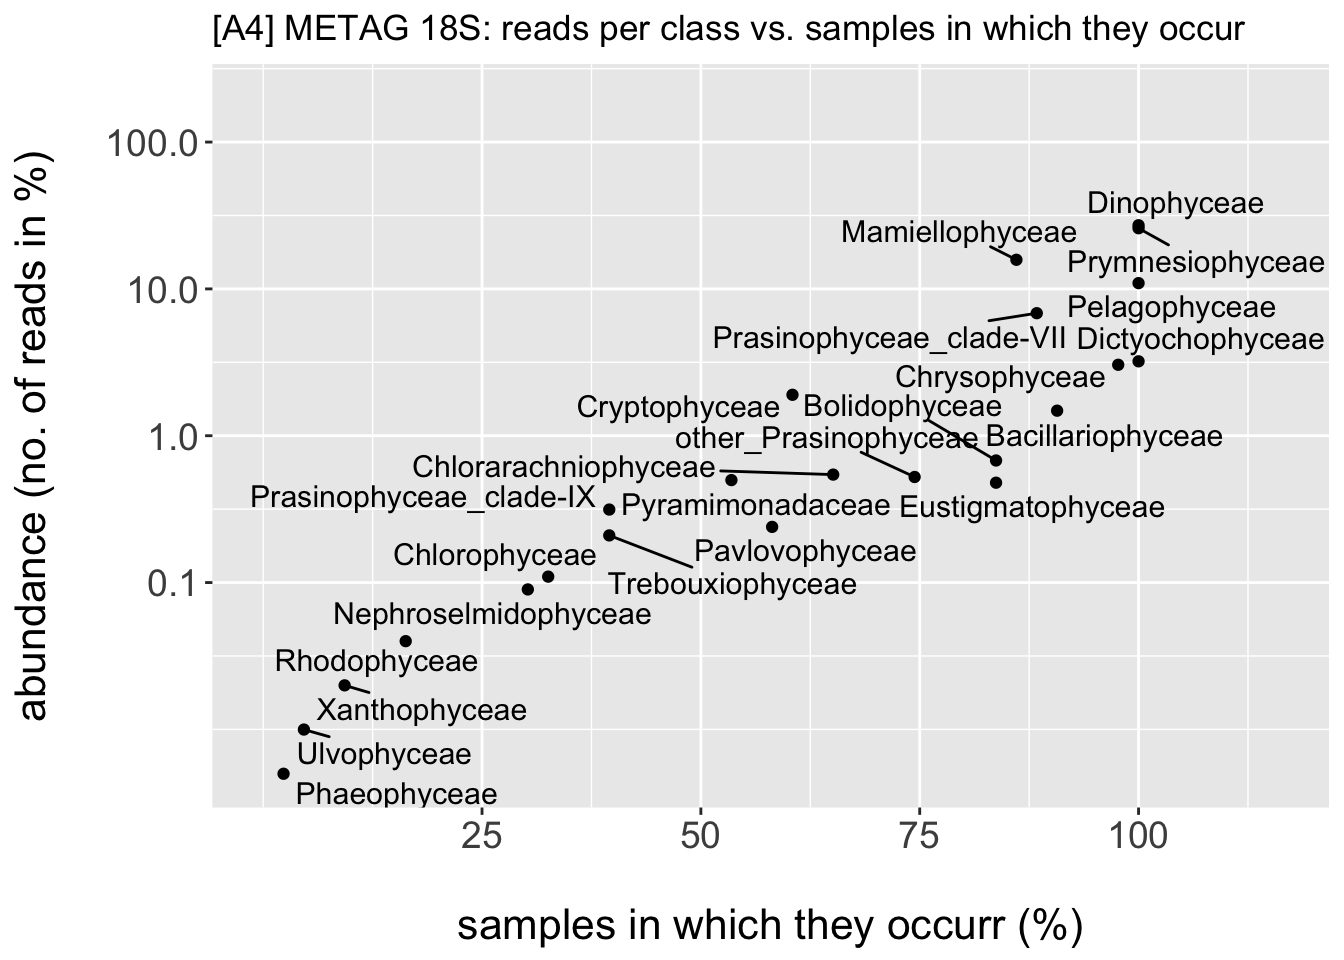 [A4] METAG 18S: reads per class vs. samples in which they occur
abundance (no. of reads in %)
100.0
10.0
1.0
0.1
Dinophyceae
Mamiellophyceae
Prymnesiophyceae
Pelagophyceae
Prasinophyceae_clade-VII
Dictyochophyceae
Chrysophyceae
Cryptophyceae
Bolidophyceae
other_Prasinophyceae
Bacillariophyceae
Chlorarachniophyceae
Prasinophyceae_clade-IX
Pyramimonadaceae
Eustigmatophyceae
Chlorophyceae
Pavlovophyceae
Trebouxiophyceae
Nephroselmidophyceae
Rhodophyceae
Xanthophyceae
Ulvophyceae
Phaeophyceae
25
50
75
100
samples in which they occurr (%)